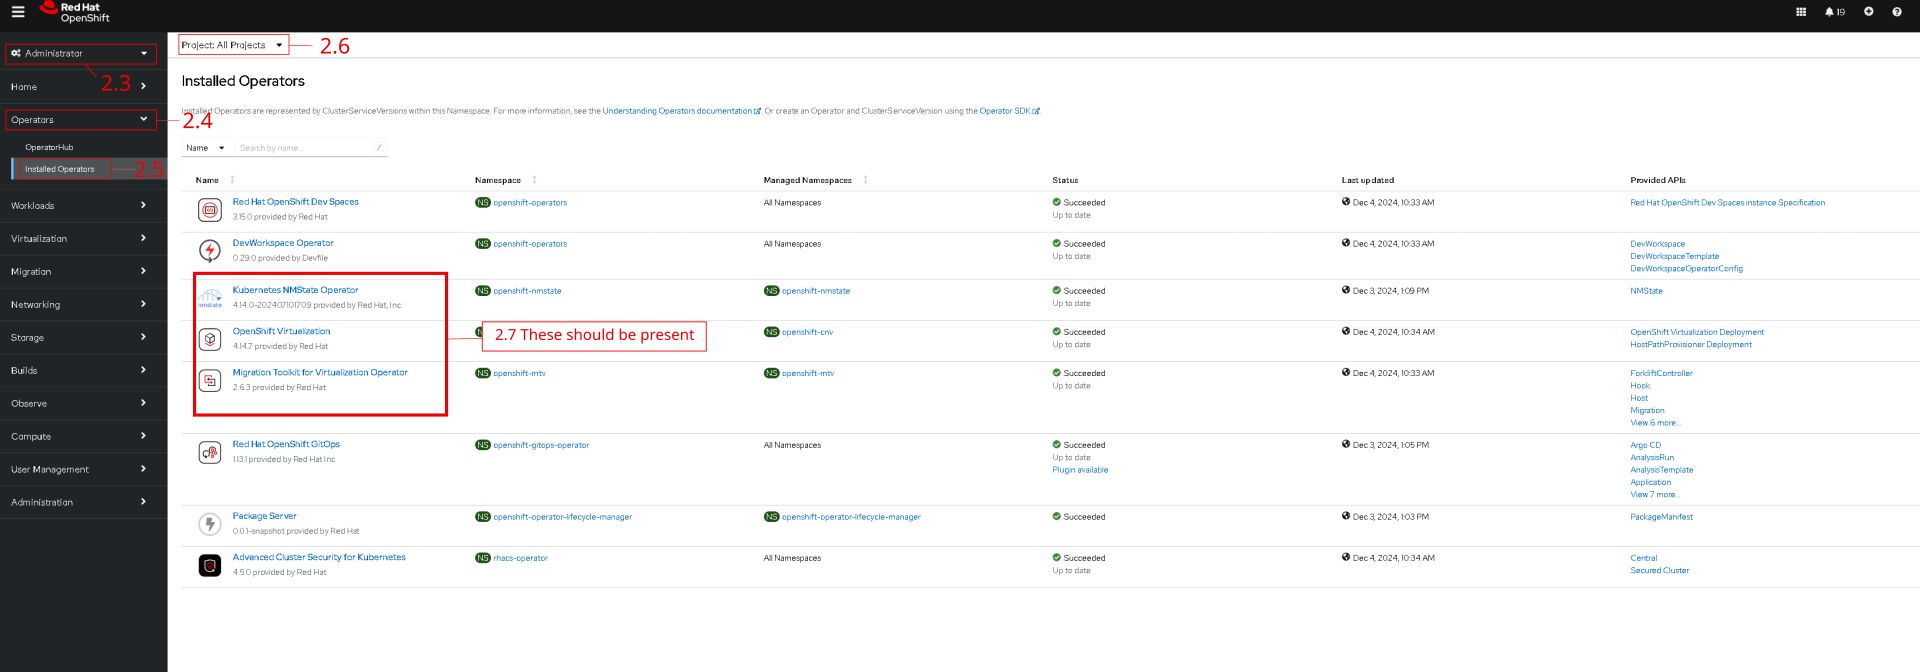 Red Hat
OpenShift
19
Administrator
2.3
Home
Operators
2.4
OperatorHub
Installed Operators
2.5
Workloads
Virtualization
Migration
Networking
Storage
Builds
Observe
Compute
User Management
Administration
Project: All Projects
2.6
Installed Operators
Installed Operators are represented by ClusterServiceVersions within this Namespace. For more information, see the Understanding Operators documentation. Or create an Operator and ClusterServiceVersion using the Operator SDK.
Name Search by name... /
Name Namespace Managed Namespaces Status Last updated Provided APIs
Red Hat OpenShift Dev Spaces NS openshift-operators All Namespaces Succeeded Dec 4, 2024, 10:33 AM Red Hat OpenShift Dev Spaces instance Specification
3.15.0 provided by Red Hat Up to date
DevWorkspace Operator NS openshift-operators All Namespaces Succeeded Dec 4, 2024, 10:33 AM DevWorkspace
0.29.0 provided by Devfile Up to date DevWorkspaceTemplate
DevWorkspaceOperatorConfig
Kubernetes NMState Operator NS openshift-nmstate NS openshift-nmstate Succeeded Dec 3, 2024, 1:09 PM NMState
nmstate 4.14.0-202407101709 provided by Red Hat, Inc. Up to date
OpenShift Virtualization NS openshift-cnv Succeeded Dec 4, 2024, 10:34 AM OpenShift Virtualization Deployment
2.7 These should be present
4.14.7 provided by Red Hat Up to date HostPathProvisioner Deployment
Migration Toolkit for Virtualization Operator NS openshift-mtv NS openshift-mtv Succeeded Dec 4, 2024, 10:33 AM ForkliftController
2.6.3 provided by Red Hat Up to date Hook
Host
Migration
View 6 more...
Red Hat OpenShift GitOps NS openshift-gitops-operator All Namespaces Succeeded Dec 3, 2024, 1:05 PM Argo CD
1.13.1 provided by Red Hat Inc Up to date AnalysisRun
Plugin available AnalysisTemplate
Application
View 7 more...
Package Server NS openshift-operator-lifecycle-manager NS openshift-operator-lifecycle-manager Succeeded Dec 3, 2024, 1:03 PM PackageManifest
0.0.1-snapshot provided by Red Hat
Advanced Cluster Security for Kubernetes NS rhacs-operator All Namespaces Succeeded Dec 4, 2024, 10:34 AM Central
4.5.0 provided by Red Hat Up to date Secured Cluster